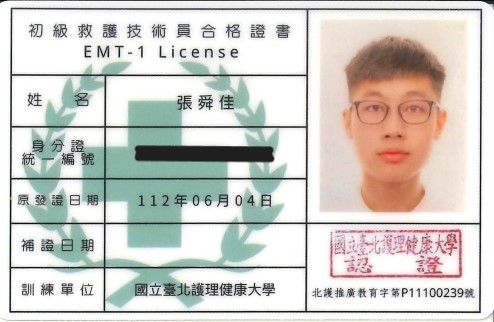 初級救護技術員合格證書
EMT-1 License
姓 名
張舜佳
身分證
統一編號
原發證日期
112年06月04日
補證日期
訓練單位
國立臺北護理健康大學
國立臺北護理健康大學
認 證
北護推廣教育字第P11100239號